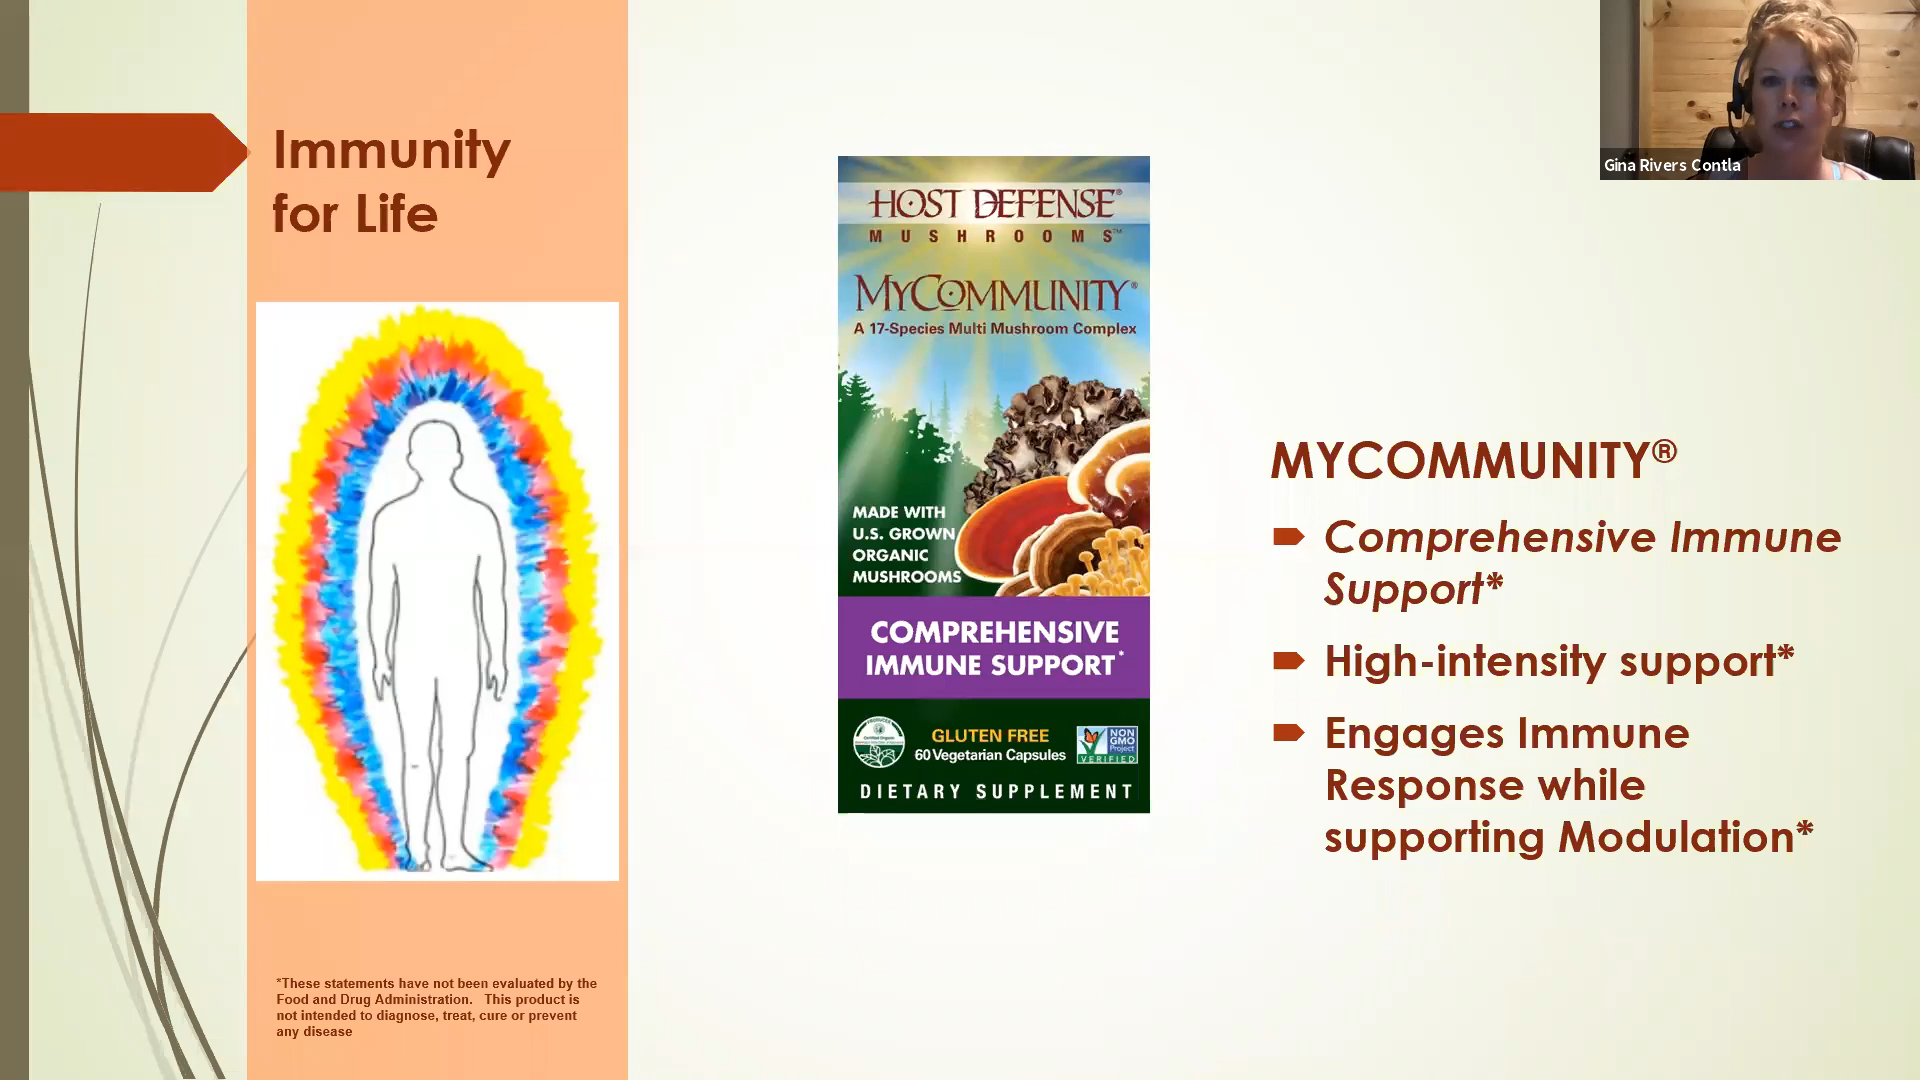 Immunity
for Life
*These statements have not been evaluated by the
Food and Drug Administration. This product is
not intended to diagnose, treat, cure or prevent
any disease
HOST DEFENSE®
MUSHROOMS™
MYCOMMUNITY®
A 17-Species Multi Mushroom Complex
MADE WITH
U.S. GROWN
ORGANIC
MUSHROOMS
COMPREHENSIVE
IMMUNE SUPPORT*
GLUTEN FREE
60 Vegetarian Capsules
NON
GMO
Project
VERIFIED
DIETARY SUPPLEMENT
MYCOMMUNITY®
Comprehensive Immune
Support*
High-intensity support*
Engages Immune
Response while
supporting Modulation*
Gina Rivers Contla